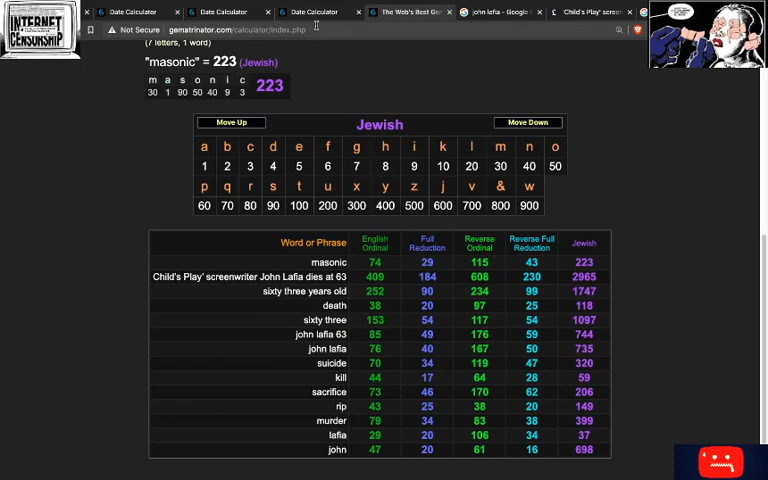 INTERNET
CENSORSHIP
Date Calculator × Date Calculator × Date Calculator × The Web's Best Ge × john lafia - Google 'Child's Play' screen
Not Secure gematrinator.com/calculator/index.php
(7 letters, 1 word)
"masonic" = 223 (Jewish)
m a s o n i c 223
30 1 90 50 40 9 3
Move Up Jewish Move Down
a b c d e f g h i k l m n o
1 2 3 4 5 6 7 8 9 10 20 30 40 50
p q r s t u x y z j v & w
60 70 80 90 100 200 300 400 500 600 700 800 900
Word or Phrase English Ordinal Full Reduction Reverse Ordinal Reverse Full Reduction Jewish
masonic 74 29 115 43 223
Child's Play' screenwriter John Lafia dies at 63 409 184 608 230 2965
sixty three years old 252 90 234 99 1747
death 38 20 97 25 118
sixty three 153 54 117 54 1097
john lafia 63 85 49 176 59 744
john lafia 76 40 167 50 735
suicide 70 34 119 47 320
kill 44 17 64 28 59
sacrifice 73 46 170 62 206
rip 43 25 38 20 149
murder 79 34 83 38 399
lafia 29 20 106 34 37
john 47 20 61 16 698